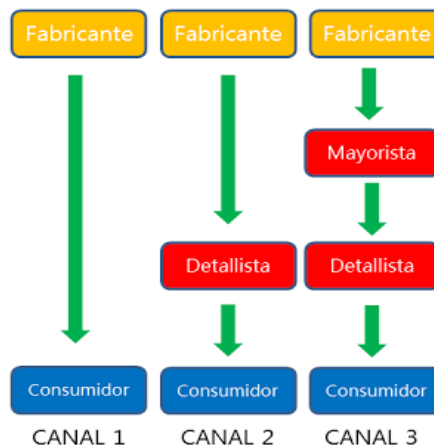 Fabricante Fabricante Fabricante
Mayorista
Detallista Detallista
Consumidor Consumidor Consumidor
CANAL 1 CANAL 2 CANAL 3